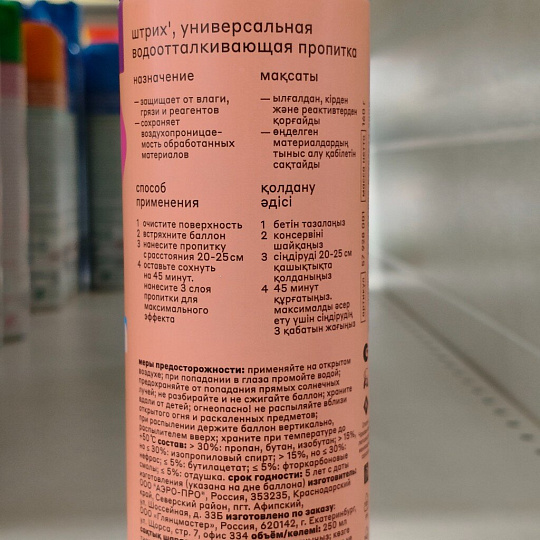 штрих', универсальная
водоотталкивающая пропитка
назначение
— защищает от влаги,
грязи и реагентов
— сохраняет
воздухопроницае-
мость обработанных
материалов
мақсаты
— ылғалдан, кірден
және реактивтерден
қорғайды
— өңделген
материалдардың
тыныс алу қабілетін
сақтайды
способ
применения
1 очистите поверхность
2 встряхните баллон
3 нанесите пропитку
с расстояния 20-25 см
4 оставьте сохнуть
на 45 минут.
нанесите 3 слоя
пропитки для
максимального
эффекта
қолдану
әдісі
1 бетін тазалаңыз
2 консервіні
шайқаңыз
3 сіңдіруді 20-25 см
қашықтықта
қолданыңыз
4 45 минут
құрғатыңыз.
максималды әсер
ету үшін сіңдірудің
3 қабатын жағыңыз
меры предосторожности: применяйте на открытом
воздухе; при попадании в глаза промойте водой;
предохраняйте от попадания прямых солнечных
лучей; не разбирайте и не сжигайте баллон; храните
вдали от детей; огнеопасно! не распыляйте вблизи
открытого огня и раскаленных предметов;
при распылении держите баллон вертикально,
распылителем вверх; храните при температуре до
+50°C состав: > 30%: пропан, бутан, изобутан; > 15%,
но ≤ 30%: изопропиловый спирт; > 15%, но ≤ 30%:
нефрас; ≤ 5%: бутилацетат; ≤ 5%: фторкарбоновые
смолы; ≤ 5%: отдушка. срок годности: 5 лет с даты
изготовления (указана на дне баллона) изготовитель:
ООО "АЭРО-ПРО", Россия, 353235, Краснодарский
край, Северский район, пгт. Афипский,
ул. Шоссейная, д. 33Б изготовлено по заказу:
ООО «Глянцмастер», Россия, 620142, г. Екатеринбург,
ул. Щорса, стр. 7, офис 334 объём/көлемі: 250 мл